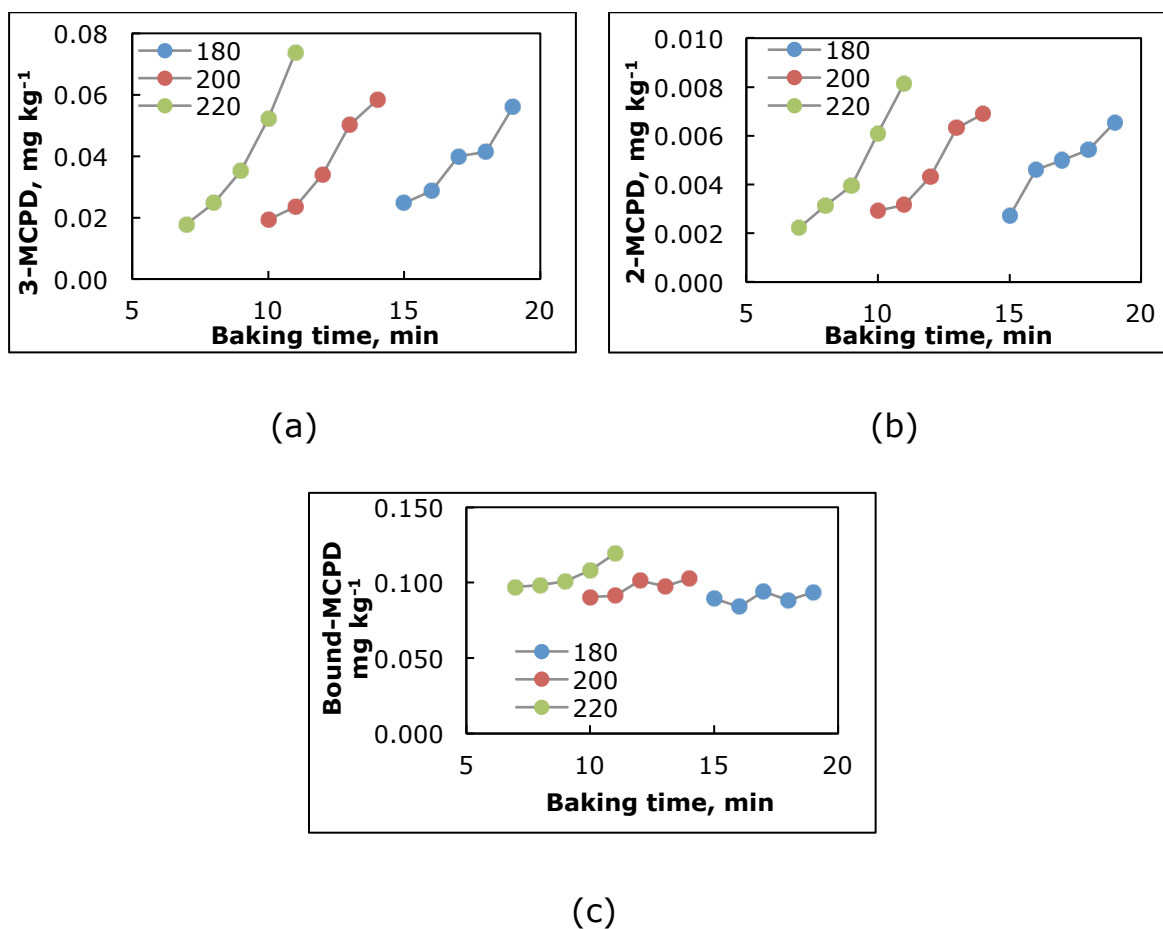 3-MCPD, mg kg⁻¹
0.08
0.06
0.04
0.02
0.00
180
200
220
5 10 15 20
Baking time, min
(a)
2-MCPD, mg kg⁻¹
0.010
0.008
0.006
0.004
0.002
0.000
180
200
220
5 10 15 20
Baking time, min
(b)
Bound-MCPD
mg kg⁻¹
0.150
0.100
0.050
0.000
180
200
220
5 10 15 20
Baking time, min
(c)